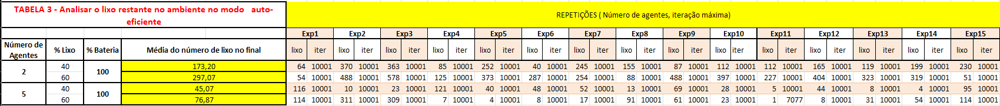 TABELA 3 - Analisar o lixo restante no ambiente no modo auto-
eficiente
REPETIÇÕES ( Número de agentes, iteração máxima)
Exp1 Exp2 Exp3 Exp4 Exp5 Exp6 Exp7 Exp8 Exp9 Exp10 Exp11 Exp12 Exp13 Exp14 Exp15
Número de
Agentes
% Lixo % Bateria Média do número de lixo no final lixo iter lixo iter lixo iter lixo iter lixo iter lixo iter lixo iter lixo iter lixo iter lixo iter lixo iter lixo iter lixo iter lixo iter lixo iter
2 100
40 173,20 64 10001 370 10001 363 10001 85 10001 252 10001 40 10001 245 10001 155 10001 87 10001 112 10001 112 10001 165 10001 119 10001 199 10001 230 10001
60 297,07 54 10001 488 10001 578 10001 125 10001 373 10001 287 10001 254 10001 88 10001 488 10001 397 10001 227 10001 404 10001 323 10001 319 10001 51 10001
5 100
40 45,07 116 10001 10 10001 23 10001 121 10001 40 10001 48 10001 52 10001 13 10001 69 10001 28 10001 5 10001 44 10001 8 10001 4 10001 95 10001
60 76,87 114 10001 311 10001 309 10001 7 10001 4 10001 8 10001 17 10001 91 10001 61 10001 23 10001 1 7077 8 10001 31 10001 54 10001 114 10001